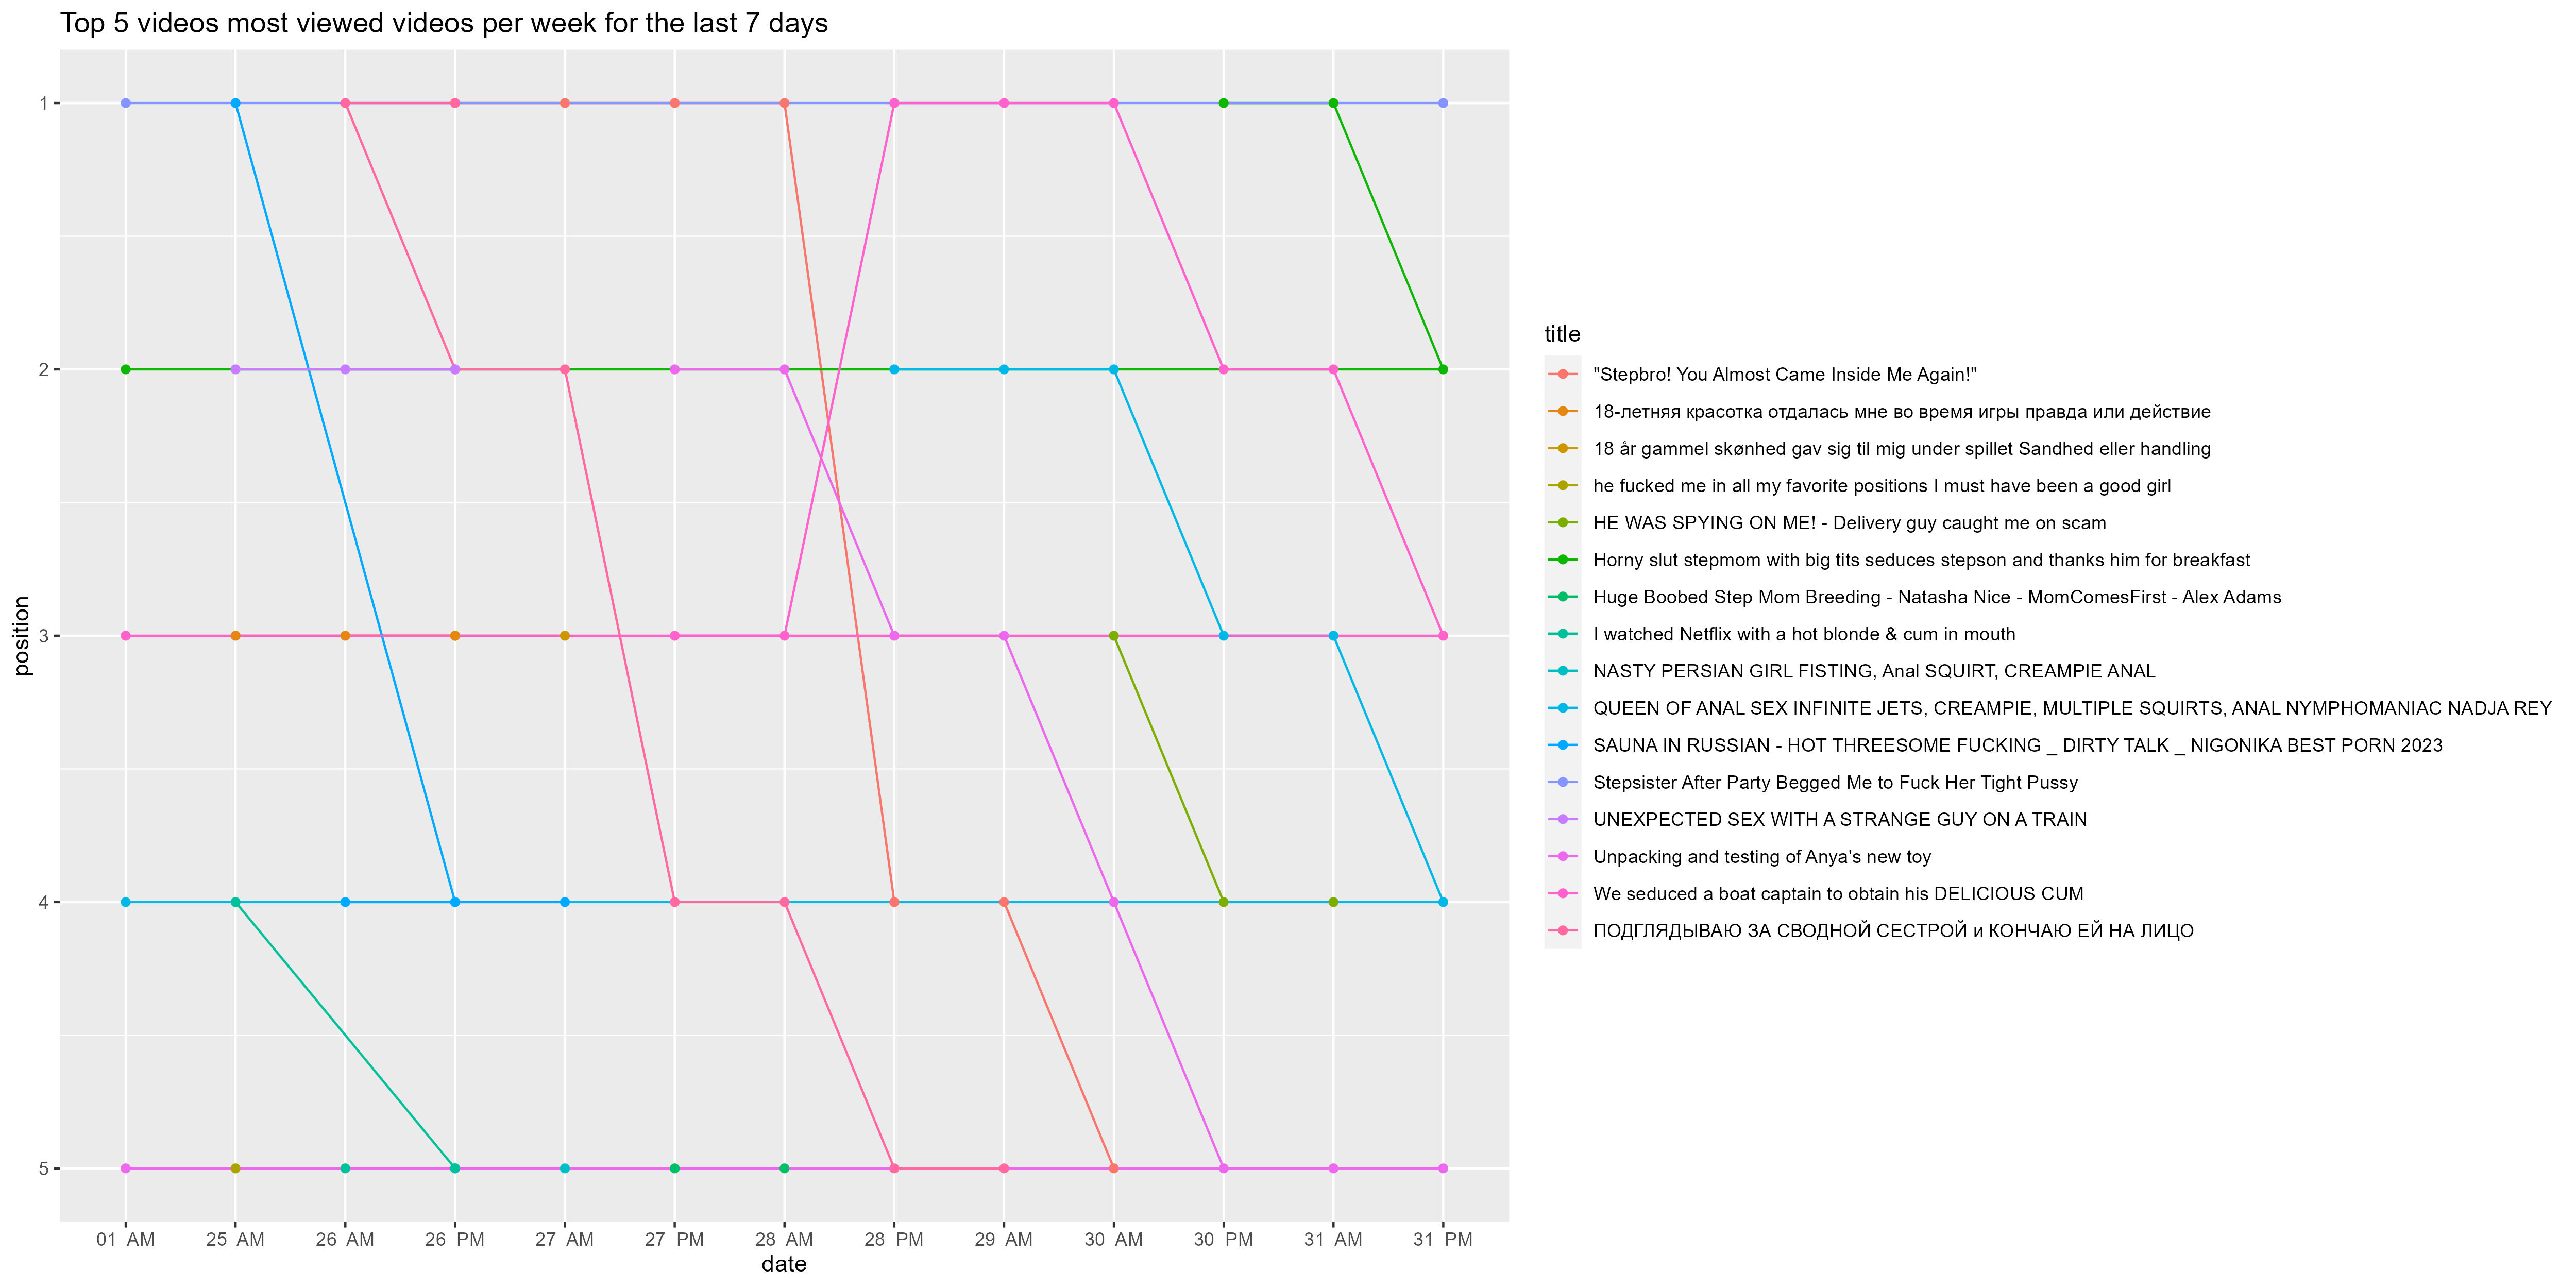 Top 5 videos most viewed videos per week for the last 7 days
position
1
2
3
4
5
01 AM
25 AM
26 AM
26 PM
27 AM
27 PM
28 AM
28 PM
29 AM
30 AM
30 PM
31 AM
31 PM
date
title
"Stepbro! You Almost Came Inside Me Again!"
18-летняя красотка отдалась мне во время игры правда или действие
18 år gammel skønhed gav sig til mig under spillet Sandhed eller handling
he fucked me in all my favorite positions I must have been a good girl
HE WAS SPYING ON ME! - Delivery guy caught me on scam
Horny slut stepmom with big tits seduces stepson and thanks him for breakfast
Huge Boobed Step Mom Breeding - Natasha Nice - MomComesFirst - Alex Adams
I watched Netflix with a hot blonde & cum in mouth
NASTY PERSIAN GIRL FISTING, Anal SQUIRT, CREAMPIE ANAL
QUEEN OF ANAL SEX INFINITE JETS, CREAMPIE, MULTIPLE SQUIRTS, ANAL NYMPHOMANIAC NADJA REY
SAUNA IN RUSSIAN - HOT THREESOME FUCKING _ DIRTY TALK _ NIGONIKA BEST PORN 2023
Stepsister After Party Begged Me to Fuck Her Tight Pussy
UNEXPECTED SEX WITH A STRANGE GUY ON A TRAIN
Unpacking and testing of Anya's new toy
We seduced a boat captain to obtain his DELICIOUS CUM
ПОДГЛЯДЫВАЮ ЗА СВОДНОЙ СЕСТРОЙ и КОНЧАЮ ЕЙ НА ЛИЦО